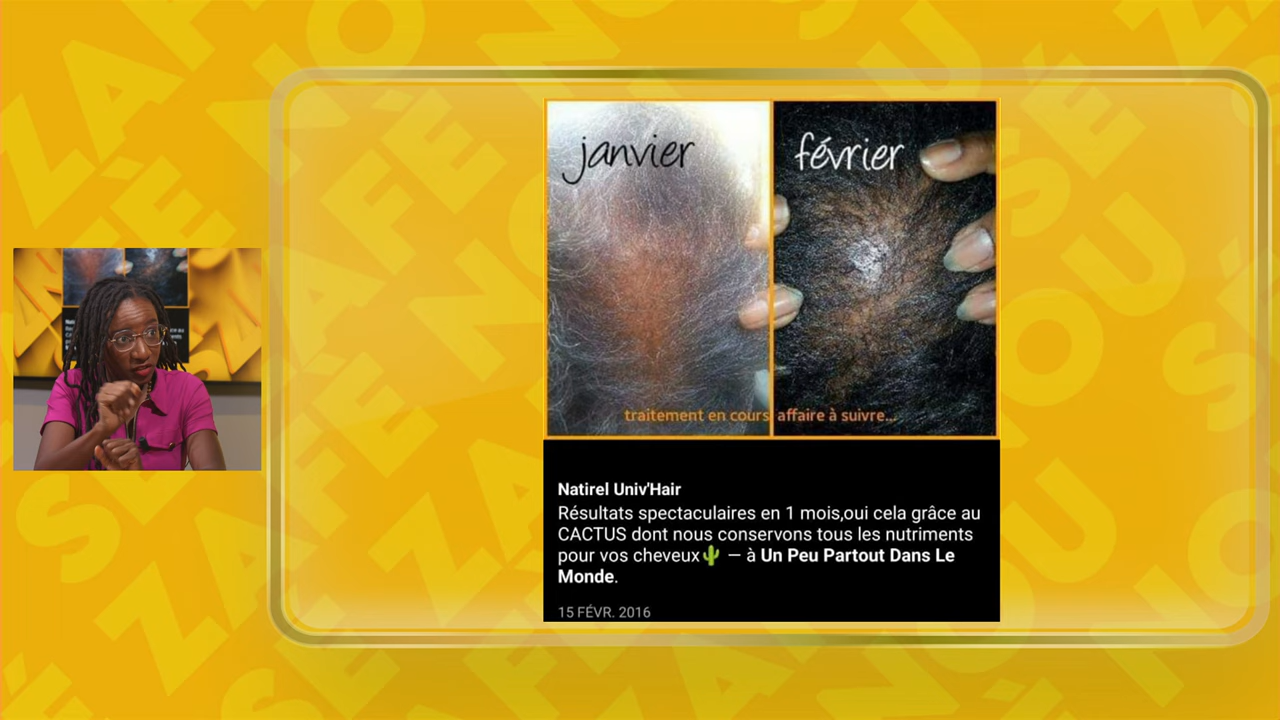 janvier
février
traitement en cours affaire à suivre...
Natirel Univ'Hair
Résultats spectaculaires en 1 mois,oui cela grâce au
CACTUS dont nous conservons tous les nutriments
pour vos cheveux🌵 — à Un Peu Partout Dans Le
Monde.
15 FÉVR. 2016